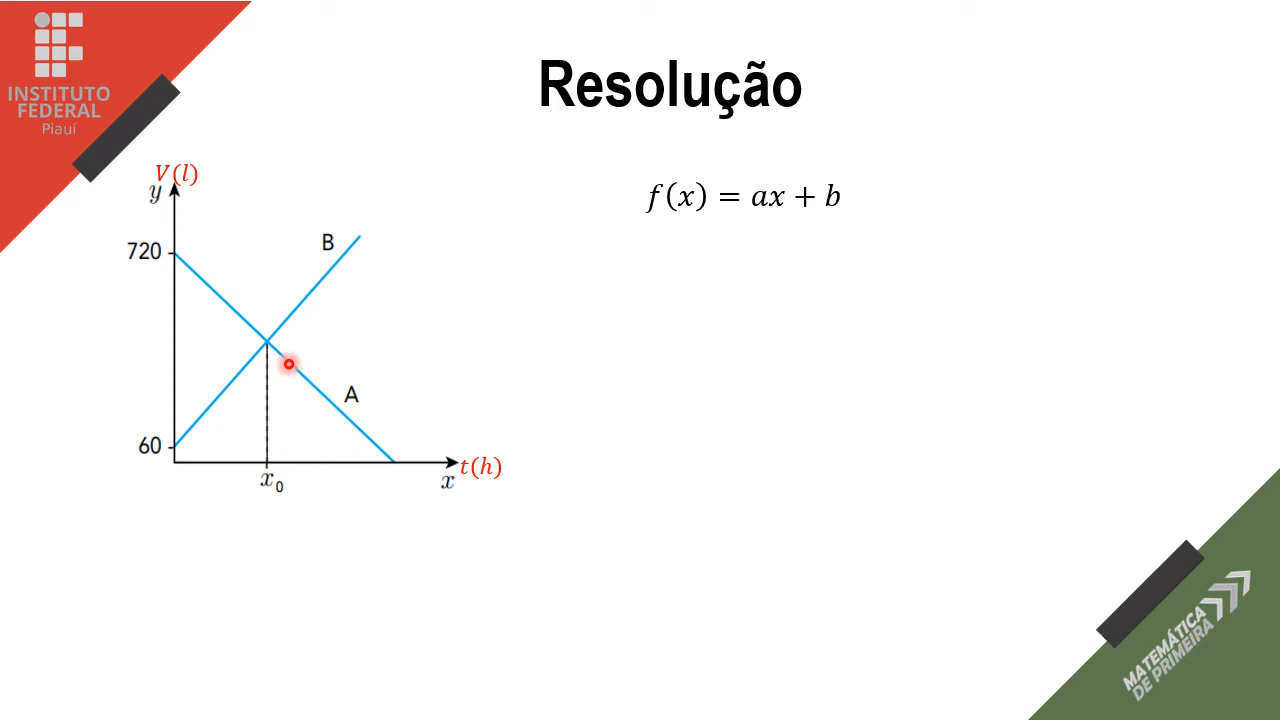 INSTITUTO
FEDERAL
Piauí
Resolução
V(l)
y
f(x) = ax + b
B
720
A
60
t(h)
x₀
x
MATEMÁTICA
DE PRIMEIRA